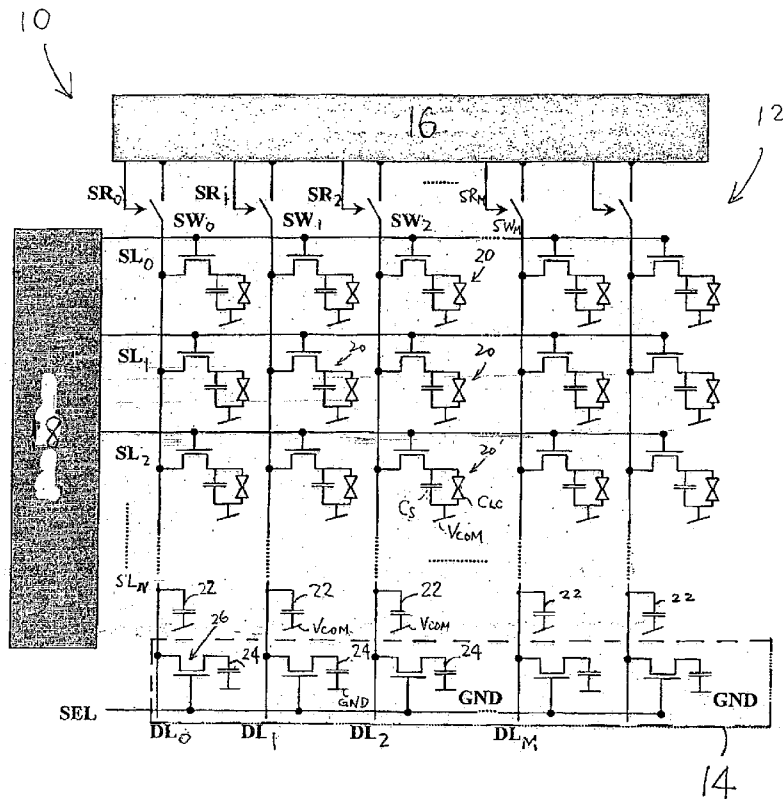 10
16
12
SR0 SR1 SR2 ........ SRM
SW0 SW1 SW2 SWM
SL0 20
18
SL1 20 20
SL2 20'
CS CLC
VCOM
SLN 22 22 22 22 22
VCOM VCOM
26 24 24 24
GND GND GND
SEL
DL0 DL1 DL2 DLM
14